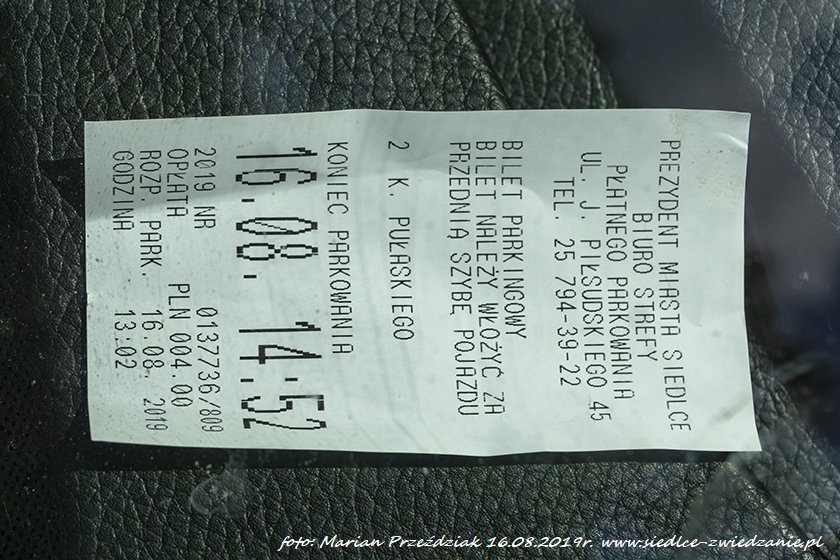 PREZYDENT MIASTA SIEDLCE
BIURO STREFY
PŁATNEGO PARKOWANIA
UL. J. PIŁSUDSKIEGO 45
TEL. 25 794-39-22
BILET PARKINGOWY
BILET NALEŻY WŁOŻYĆ ZA
PRZEDNIĄ SZYBĘ POJAZDU
2 K. PUŁASKIEGO
KONIEC PARKOWANIA
16.08. 14:52
2019 NR 0137736/809
OPŁATA PLN 004.00
ROZP. PARK. 16.08. 2019
GODZINA 13:02
foto: Marian Przeździak 16.08.2019r. www.siedlce-zwiedzanie.pl